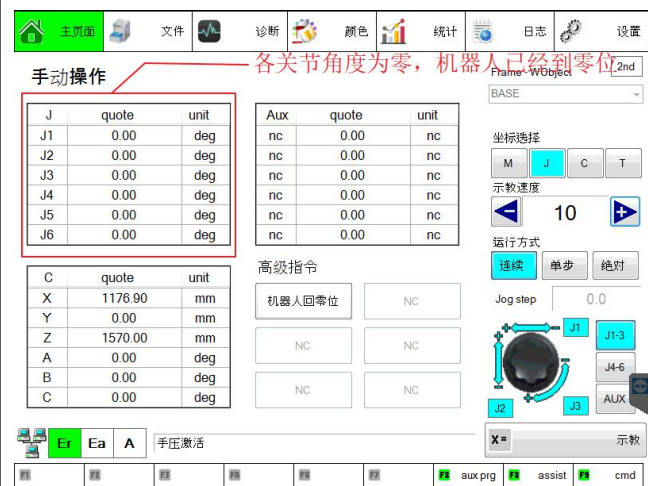 主页面 文件 诊断 颜色 统计 日志 设置
各关节角度为零，机器人已经到零位
手动操作
Frame - WObject 2nd
BASE
J quote unit
J1 0.00 deg
J2 0.00 deg
J3 0.00 deg
J4 0.00 deg
J5 0.00 deg
J6 0.00 deg
Aux quote unit
nc 0.00 nc
nc 0.00 nc
nc 0.00 nc
nc 0.00 nc
nc 0.00 nc
nc 0.00 nc
坐标选择
M J C T
示教速度
10
运行方式
连续 单步 绝对
Jog step 0.0
C quote unit
X 1176.90 mm
Y 0.00 mm
Z 1570.00 mm
A 0.00 deg
B 0.00 deg
C 0.00 deg
高级指令
机器人回零位 NC
NC NC
NC NC
J1 J1-3
J4-6
J2 J3 AUX
Er Ea A 手压激活
X= 示教
F1 F2 F3 F4 F5 F6 F7 F8 aux prg F8 assist F9 cmd